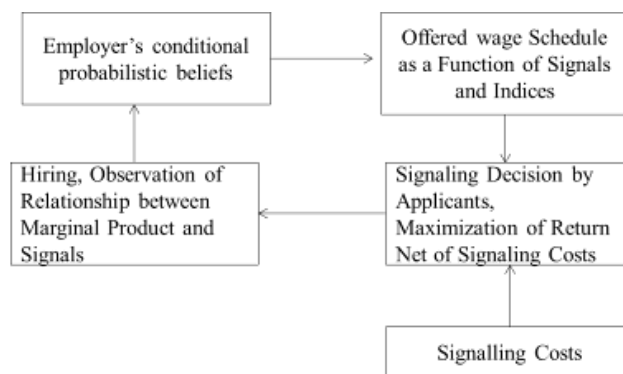 Employer's conditional
probabilistic beliefs
Offered wage Schedule
as a Function of Signals
and Indices
Hiring, Observation of
Relationship between
Marginal Product and
Signals
Signaling Decision by
Applicants,
Maximization of Return
Net of Signaling Costs
Signalling Costs